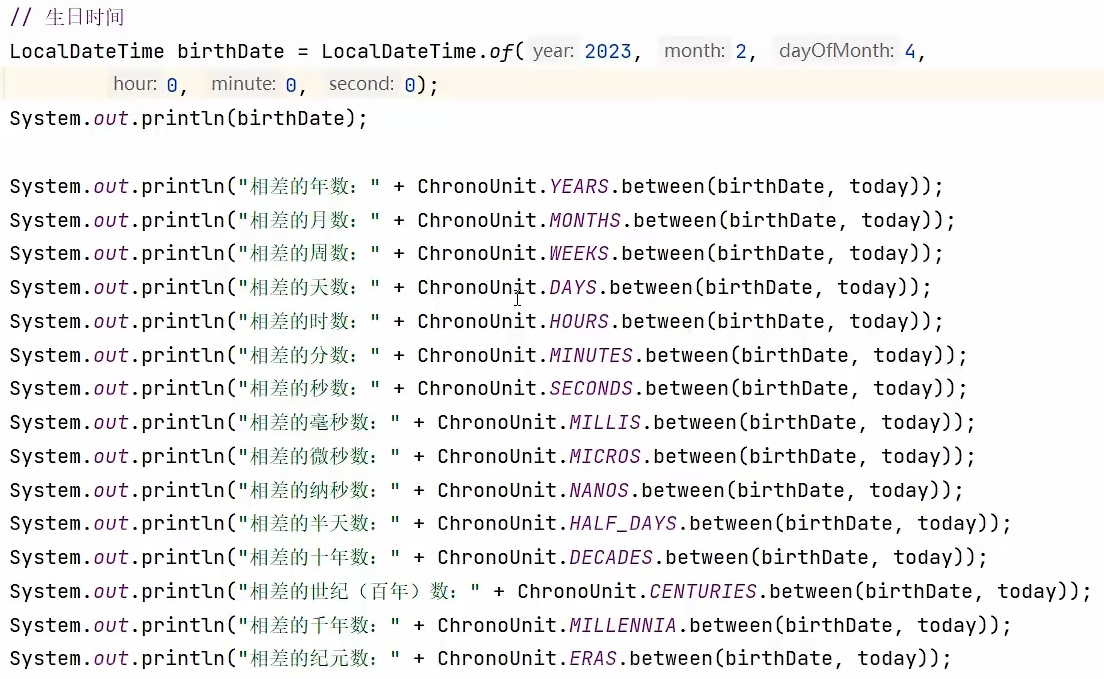 // 生日时间
LocalDateTime birthDate = LocalDateTime.of( year: 2023, month: 2, dayOfMonth: 4,
hour: 0, minute: 0, second: 0);
System.out.println(birthDate);
System.out.println("相差的年数：" + ChronoUnit.YEARS.between(birthDate, today));
System.out.println("相差的月数：" + ChronoUnit.MONTHS.between(birthDate, today));
System.out.println("相差的周数：" + ChronoUnit.WEEKS.between(birthDate, today));
System.out.println("相差的天数：" + ChronoUnit.DAYS.between(birthDate, today));
System.out.println("相差的时数：" + ChronoUnit.HOURS.between(birthDate, today));
System.out.println("相差的分数：" + ChronoUnit.MINUTES.between(birthDate, today));
System.out.println("相差的秒数：" + ChronoUnit.SECONDS.between(birthDate, today));
System.out.println("相差的毫秒数：" + ChronoUnit.MILLIS.between(birthDate, today));
System.out.println("相差的微秒数：" + ChronoUnit.MICROS.between(birthDate, today));
System.out.println("相差的纳秒数：" + ChronoUnit.NANOS.between(birthDate, today));
System.out.println("相差的半天数：" + ChronoUnit.HALF_DAYS.between(birthDate, today));
System.out.println("相差的十年数：" + ChronoUnit.DECADES.between(birthDate, today));
System.out.println("相差的世纪（百年）数：" + ChronoUnit.CENTURIES.between(birthDate, today));
System.out.println("相差的千年数：" + ChronoUnit.MILLENNIA.between(birthDate, today));
System.out.println("相差的纪元数：" + ChronoUnit.ERAS.between(birthDate, today));